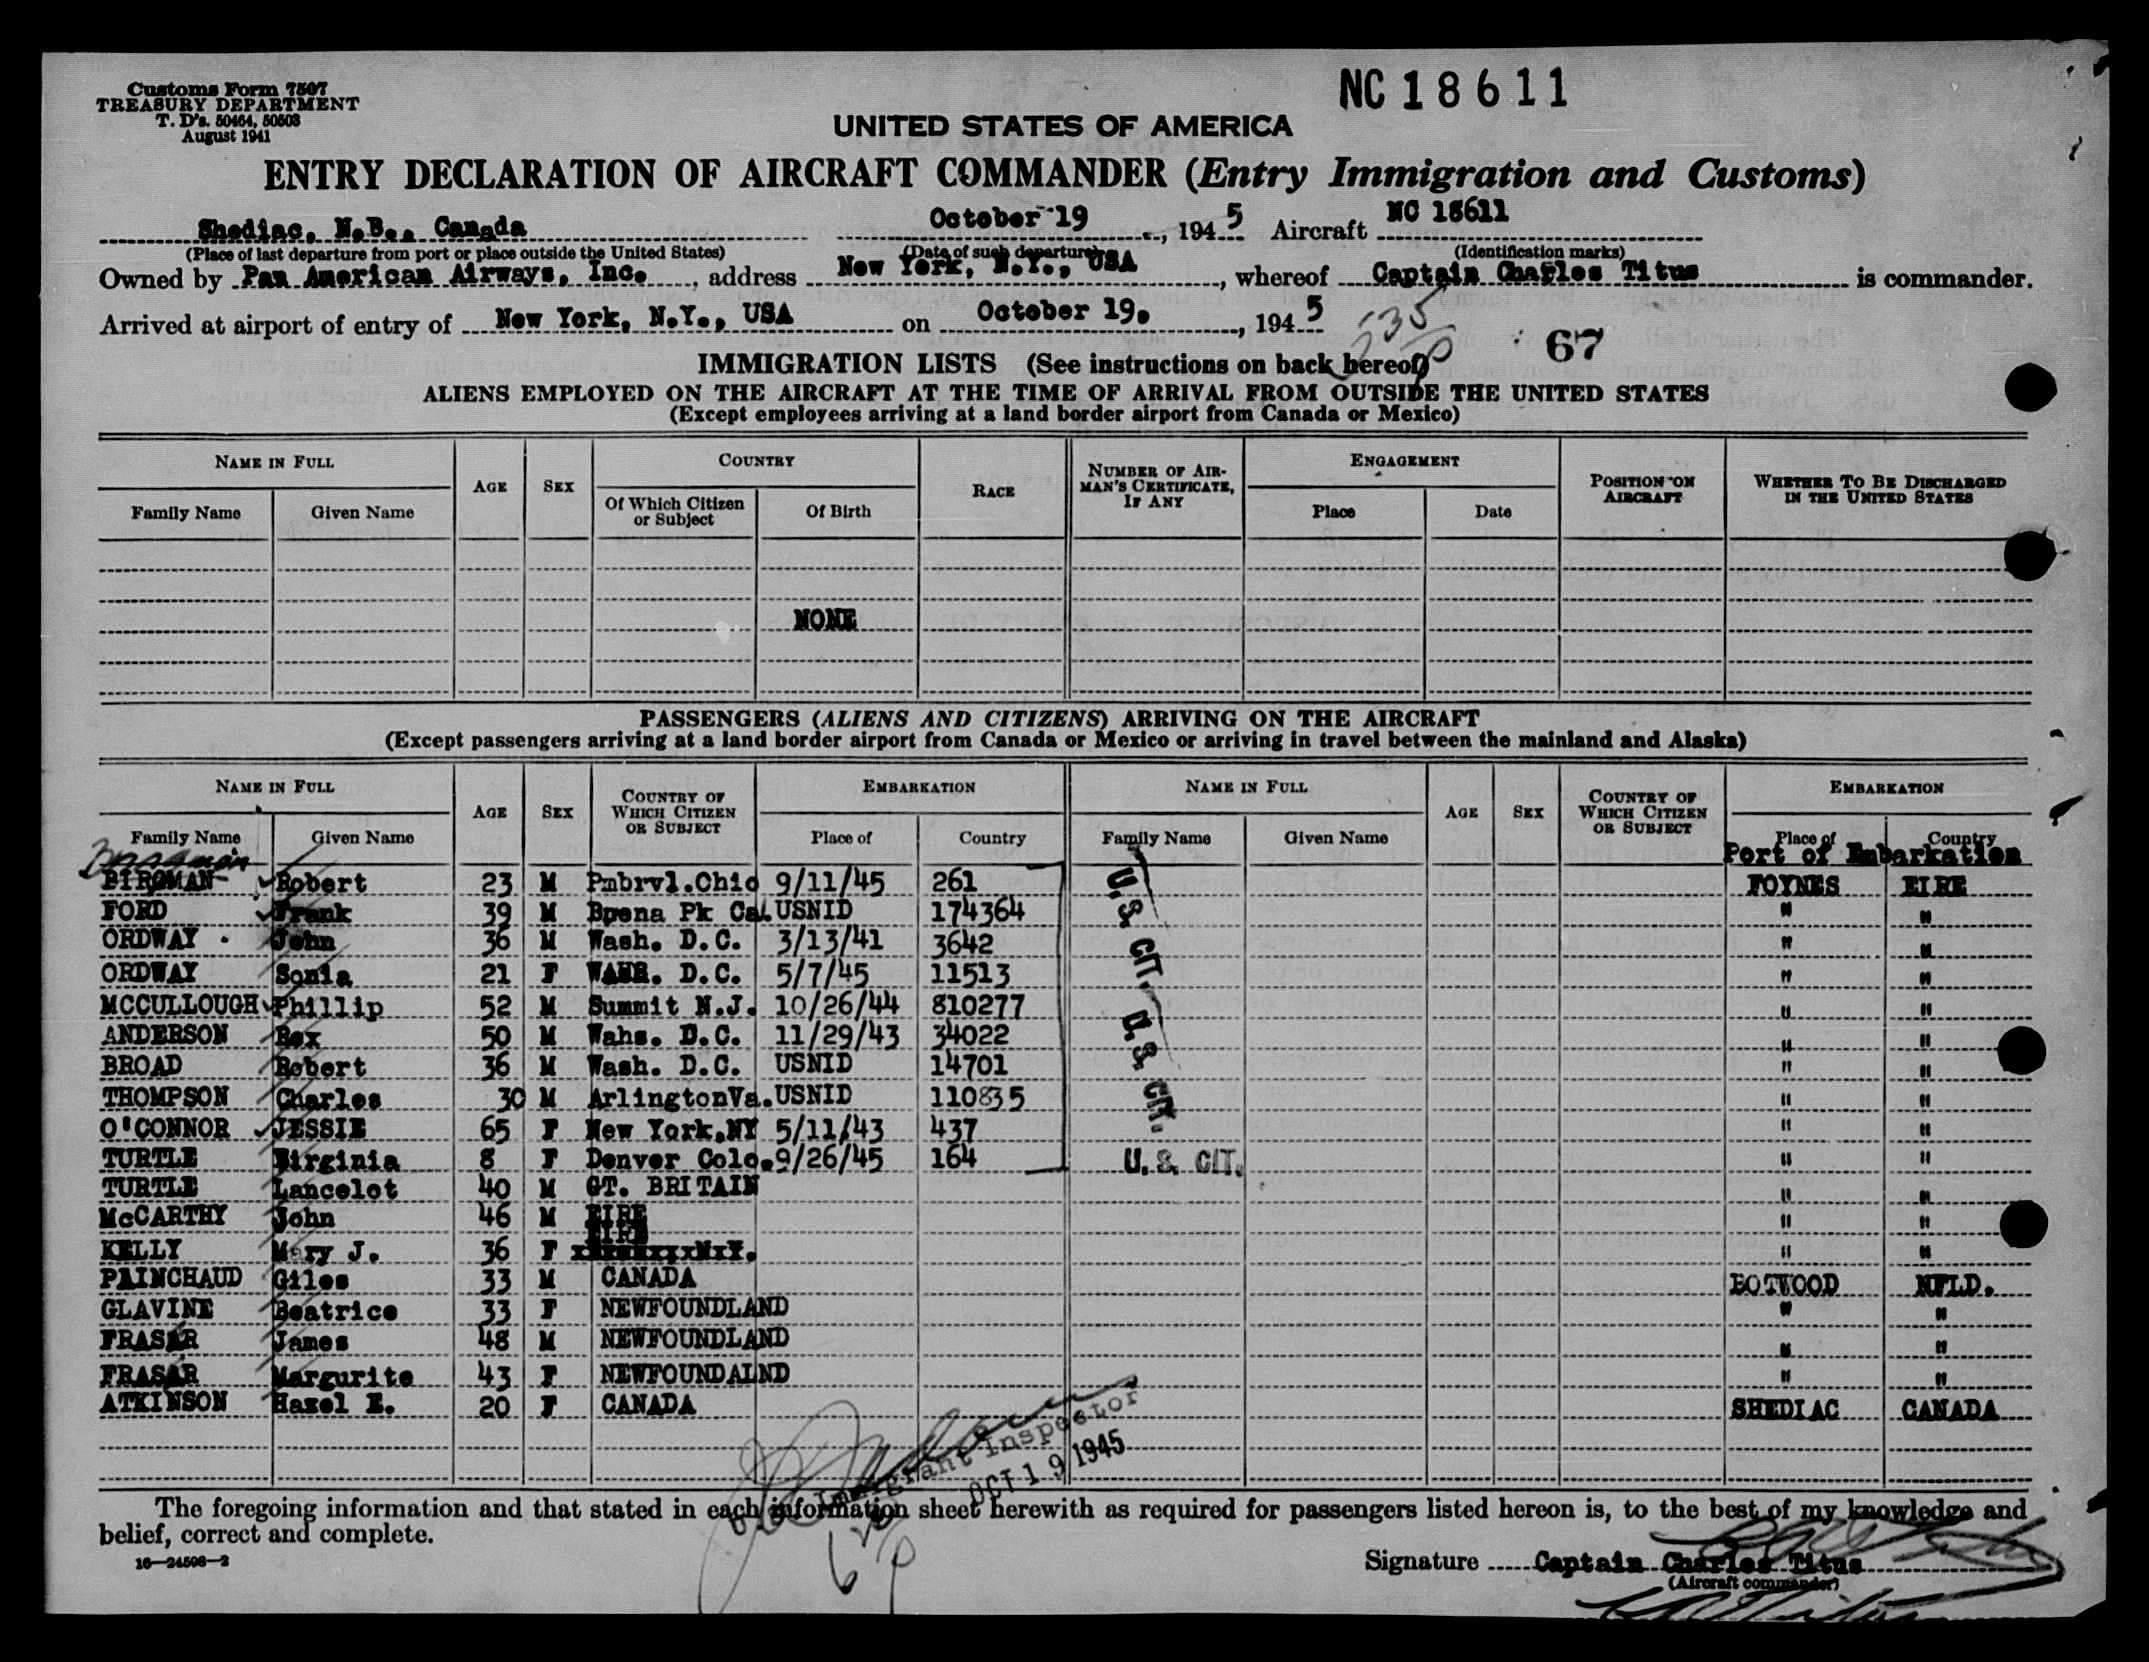 NC 18611
Customs Form 7507
TREASURY DEPARTMENT
T. D's. 50464, 50503
August 1941
UNITED STATES OF AMERICA
ENTRY DECLARATION OF AIRCRAFT COMMANDER (Entry Immigration and Customs)
Shediac, N.B., Canada October 19, 1945 Aircraft NC 18611
(Place of last departure from port or place outside the United States) (Date of such departure) (Identification marks)
Owned by Pan American Airways, Inc., address New York, N.Y., USA, whereof Captain Charles Titus is commander.
Arrived at airport of entry of New York, N.Y., USA on October 19, 1945
535 P 67
IMMIGRATION LISTS (See instructions on back hereof)
ALIENS EMPLOYED ON THE AIRCRAFT AT THE TIME OF ARRIVAL FROM OUTSIDE THE UNITED STATES
(Except employees arriving at a land border airport from Canada or Mexico)
NAME IN FULL AGE SEX COUNTRY RACE NUMBER OF AIRMAN'S CERTIFICATE, IF ANY ENGAGEMENT POSITION ON AIRCRAFT WHETHER TO BE DISCHARGED IN THE UNITED STATES
Family Name Given Name Of Which Citizen or Subject Of Birth Place Date
NONE
PASSENGERS (ALIENS AND CITIZENS) ARRIVING ON THE AIRCRAFT
(Except passengers arriving at a land border airport from Canada or Mexico or arriving in travel between the mainland and Alaska)
NAME IN FULL AGE SEX COUNTRY OF WHICH CITIZEN OR SUBJECT EMBARKATION NAME IN FULL AGE SEX COUNTRY OF WHICH CITIZEN OR SUBJECT EMBARKATION
Family Name Given Name Place of Country Family Name Given Name Place of Country
Port of Embarkation
BIRGMAN Robert 23 M Pmbrvl.Ohio 9/11/45 261 U.S. CIT. FOYNES EIRE
FORD Frank 39 M Bpena Pk Cal. USNID 174364 " "
ORDWAY John 36 M Wash. D.C. 3/13/41 3642 " "
ORDWAY Sonia 21 F WAHR. D.C. 5/7/45 11513 " "
MCCULLOUGH Phillip 52 M Summit N.J. 10/26/44 810277 " "
ANDERSON Rex 50 M Wahs. D.C. 11/29/43 34022 U.S. CIT. " "
BROAD Robert 36 M Wash. D.C. USNID 14701 " "
THOMPSON Charles 30 M ArlingtonVa. USNID 110835 " "
O'CONNOR JESSIE 65 F New York,NY 5/11/43 437 " "
TURTLE Virginia 8 F Denver Colo. 9/26/45 164 U.S. CIT. " "
TURTLE Lancelot 40 M GT. BRITAIN " "
McCARTHY John 46 M EIRE " "
KELLY Mary J. 36 F EIRE " "
PAINCHAUD Giles 33 M CANADA BOTWOOD NFLD.
GLAVINE Beatrice 33 F NEWFOUNDLAND " "
FRASAR James 48 M NEWFOUNDLAND " "
FRASAR Margurite 43 F NEWFOUNDALND " "
ATKINSON Hazel E. 20 F CANADA SHEDIAC CANADA
Immigrant Inspector
OCT 19 1945
The foregoing information and that stated in each information sheet herewith as required for passengers listed hereon is, to the best of my knowledge and
belief, correct and complete.
16—24506—2
Signature Captain Charles Titus
(Aircraft commander)